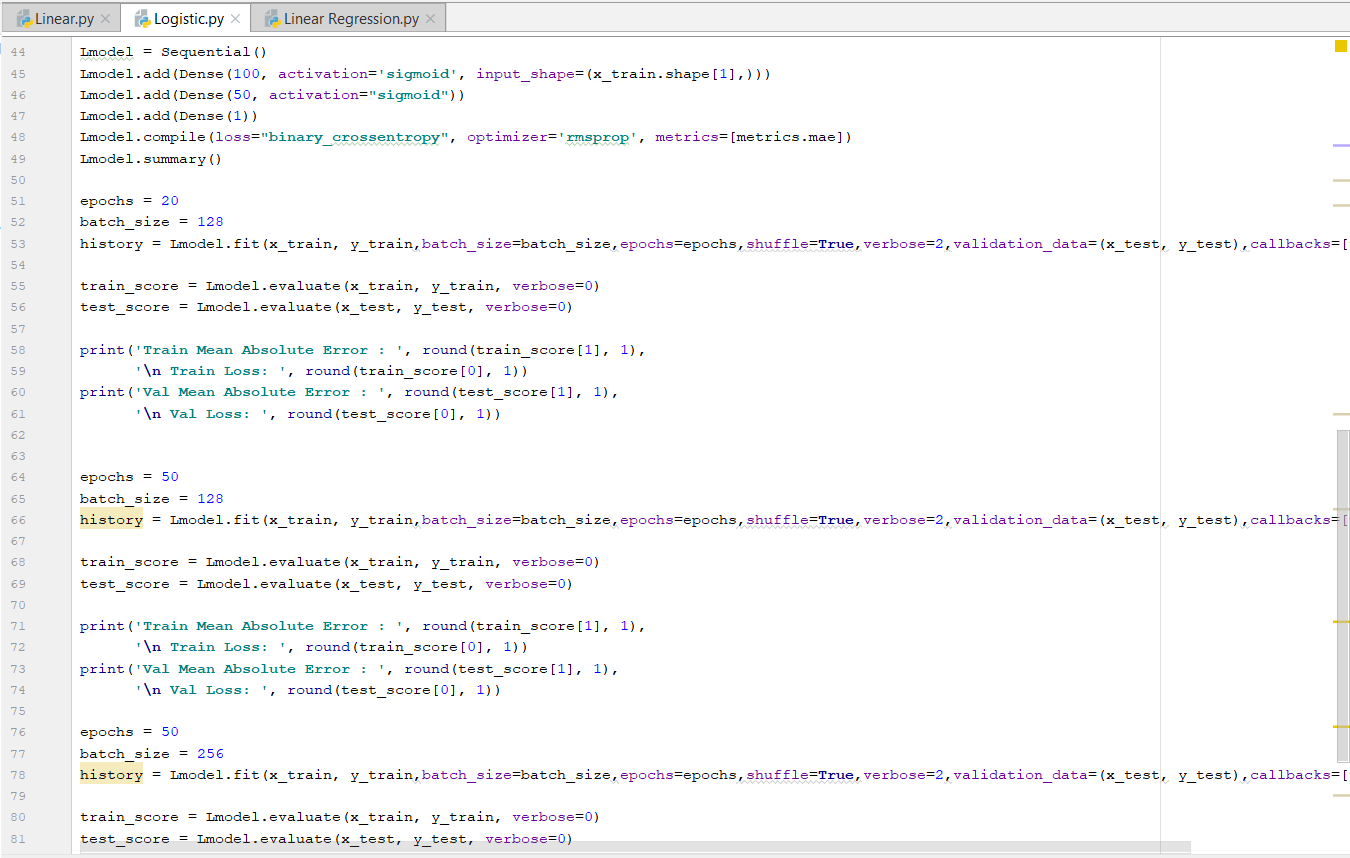 Linear.py × Logistic.py × Linear Regression.py ×
44 Lmodel = Sequential()
45 Lmodel.add(Dense(100, activation='sigmoid', input_shape=(x_train.shape[1],)))
46 Lmodel.add(Dense(50, activation="sigmoid"))
47 Lmodel.add(Dense(1))
48 Lmodel.compile(loss="binary_crossentropy", optimizer='rmsprop', metrics=[metrics.mae])
49 Lmodel.summary()
50
51 epochs = 20
52 batch_size = 128
53 history = Lmodel.fit(x_train, y_train,batch_size=batch_size,epochs=epochs,shuffle=True,verbose=2,validation_data=(x_test, y_test),callbacks=[
54
55 train_score = Lmodel.evaluate(x_train, y_train, verbose=0)
56 test_score = Lmodel.evaluate(x_test, y_test, verbose=0)
57
58 print('Train Mean Absolute Error : ', round(train_score[1], 1),
59 '\n Train Loss: ', round(train_score[0], 1))
60 print('Val Mean Absolute Error : ', round(test_score[1], 1),
61 '\n Val Loss: ', round(test_score[0], 1))
62
63
64 epochs = 50
65 batch_size = 128
66 history = Lmodel.fit(x_train, y_train,batch_size=batch_size,epochs=epochs,shuffle=True,verbose=2,validation_data=(x_test, y_test),callbacks=[
67
68 train_score = Lmodel.evaluate(x_train, y_train, verbose=0)
69 test_score = Lmodel.evaluate(x_test, y_test, verbose=0)
70
71 print('Train Mean Absolute Error : ', round(train_score[1], 1),
72 '\n Train Loss: ', round(train_score[0], 1))
73 print('Val Mean Absolute Error : ', round(test_score[1], 1),
74 '\n Val Loss: ', round(test_score[0], 1))
75
76 epochs = 50
77 batch_size = 256
78 history = Lmodel.fit(x_train, y_train,batch_size=batch_size,epochs=epochs,shuffle=True,verbose=2,validation_data=(x_test, y_test),callbacks=[
79
80 train_score = Lmodel.evaluate(x_train, y_train, verbose=0)
81 test_score = Lmodel.evaluate(x_test, y_test, verbose=0)